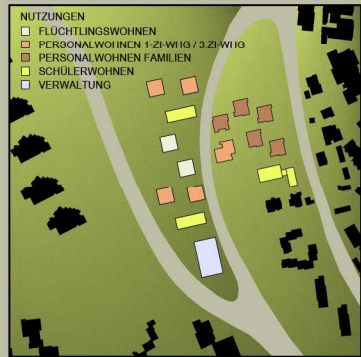 NUTZUNGEN
FLÜCHTLINGSWOHNEN
PERSONALWOHNEN 1-ZI-WHG / 3.ZI-WHG
PERSONALWOHNEN FAMILIEN
SCHÜLERWOHNEN
VERWALTUNG